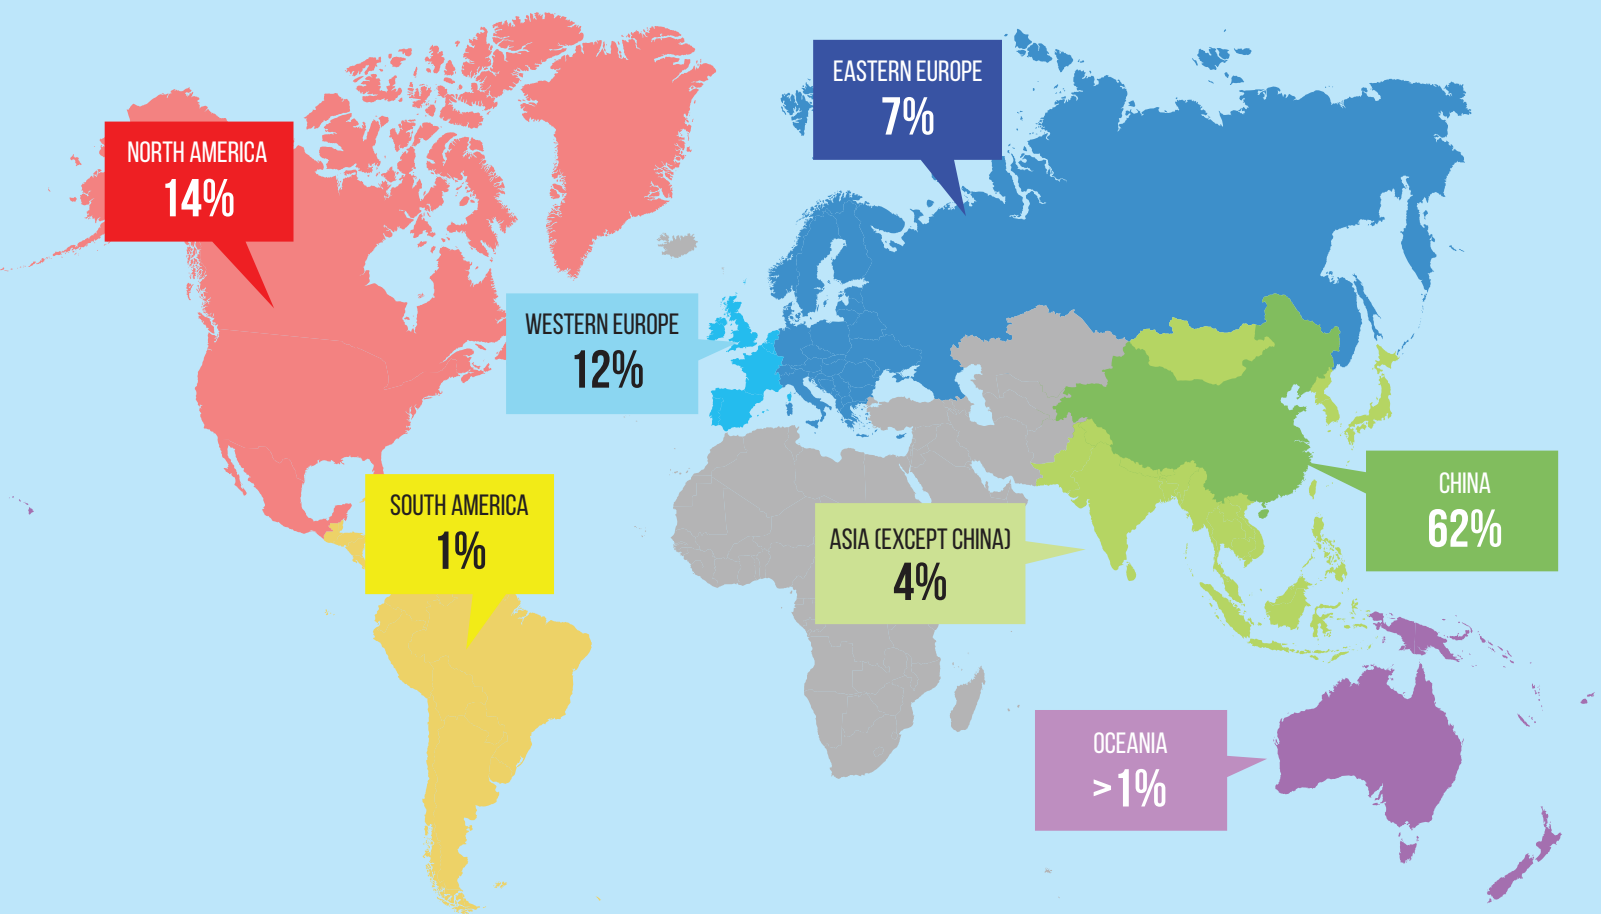 EASTERN EUROPE
7%
NORTH AMERICA
14%
WESTERN EUROPE
12%
SOUTH AMERICA
1%
ASIA (EXCEPT CHINA)
4%
CHINA
62%
OCEANIA
>1%